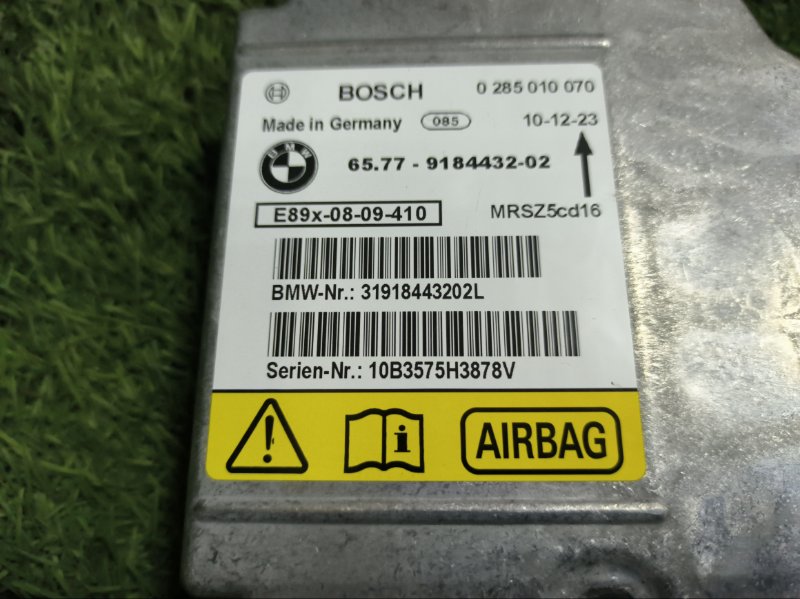 BOSCH 0 285 010 070
Made in Germany 085 10-12-23
BMW 65.77 - 9184432-02
E89x-08-09-410 MRSZ5cd16
BMW-Nr.: 31918443202L
Serien-Nr.: 10B3575H3878V
i AIRBAG